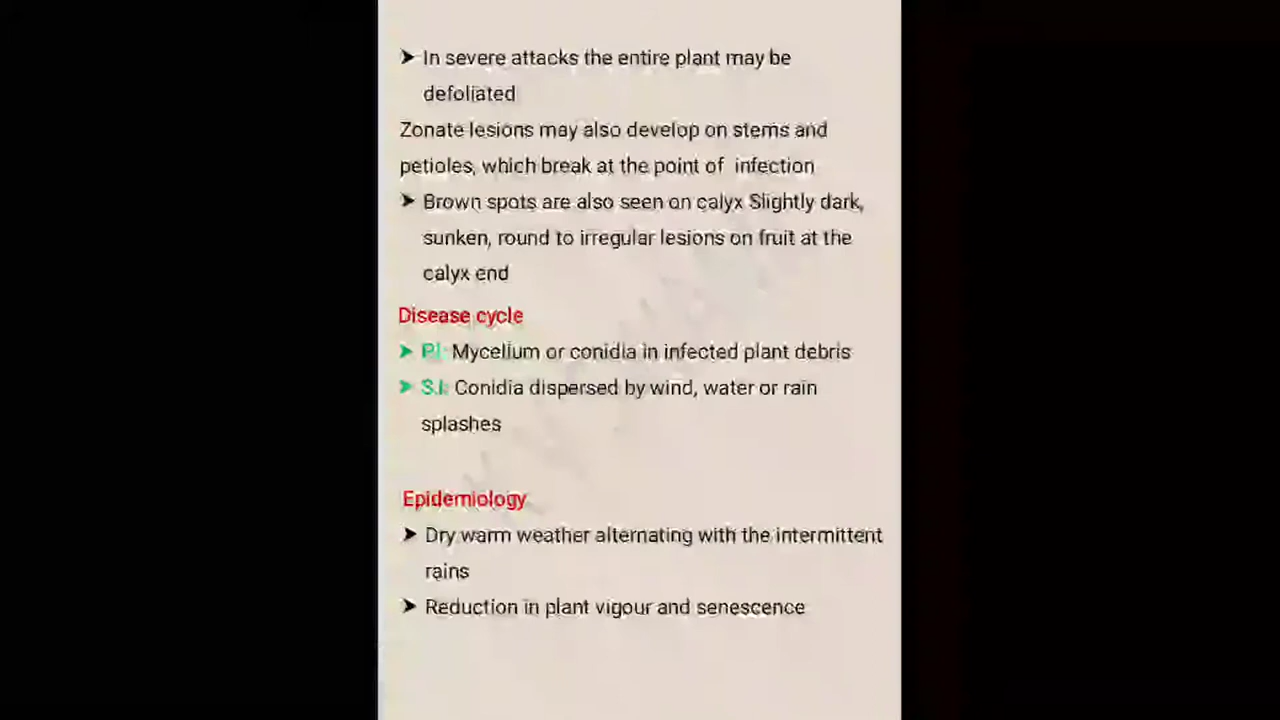 ➤ In severe attacks the entire plant may be
defoliated
Zonate lesions may also develop on stems and
petioles, which break at the point of infection
➤ Brown spots are also seen on calyx Slightly dark,
sunken, round to irregular lesions on fruit at the
calyx end
Disease cycle
➤ P.I: Mycelium or conidia in infected plant debris
➤ S.I: Conidia dispersed by wind, water or rain
splashes
Epidemiology
➤ Dry warm weather alternating with the intermittent
rains
➤ Reduction in plant vigour and senescence